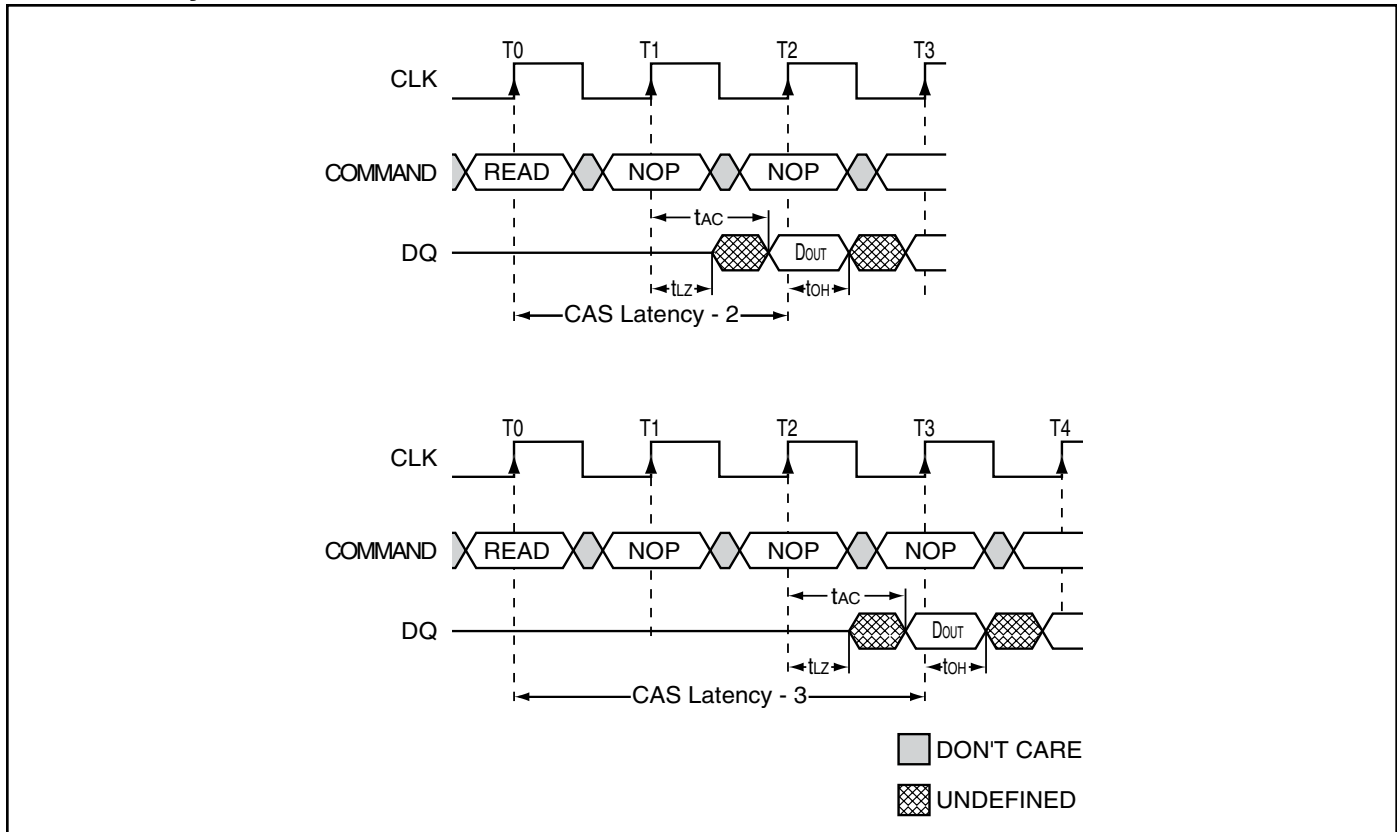 T0 T1 T2 T3
CLK
COMMAND READ NOP NOP
tAC
DQ DOUT
tLZ tOH
CAS Latency - 2
T0 T1 T2 T3 T4
CLK
COMMAND READ NOP NOP NOP
tAC
DQ DOUT
tLZ tOH
CAS Latency - 3
DON'T CARE
UNDEFINED